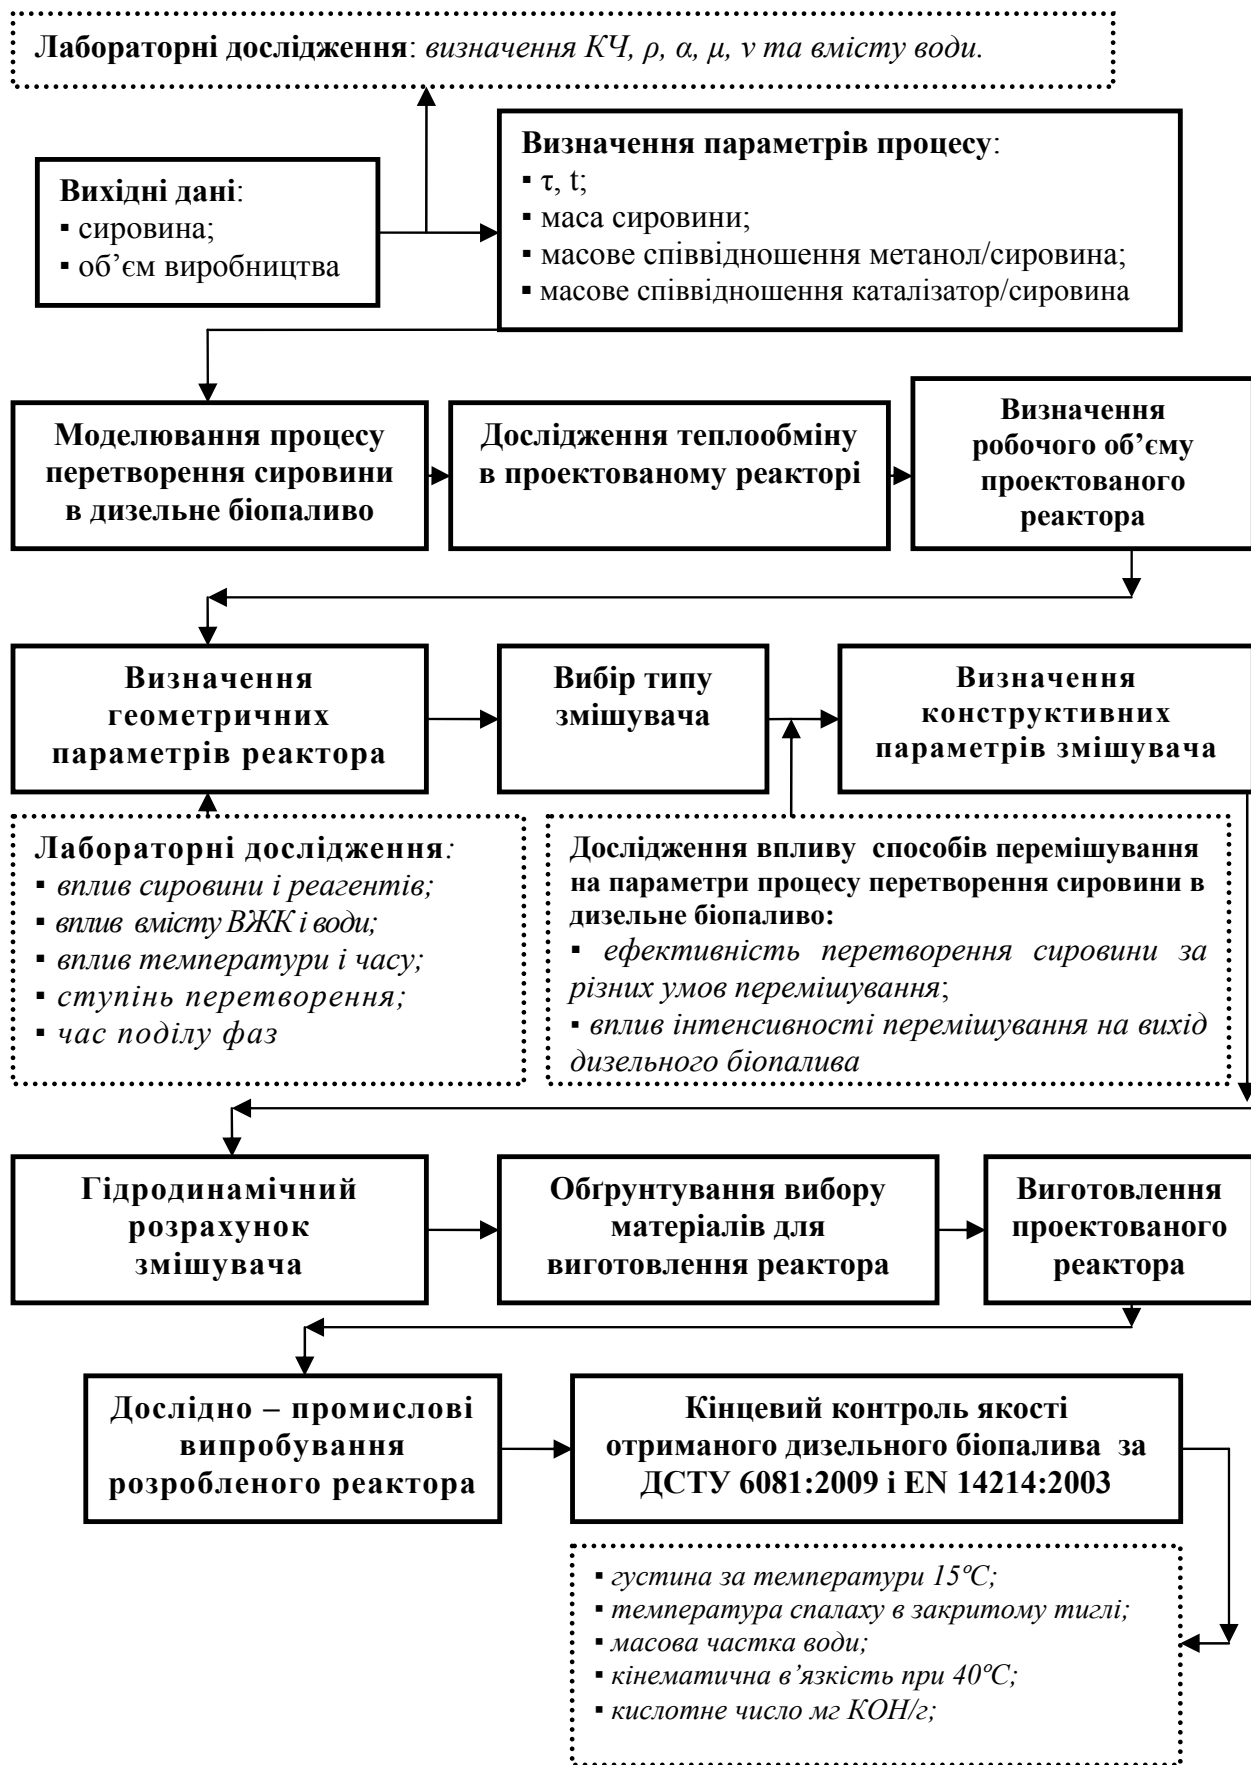 Лабораторні дослідження: визначення КЧ, ρ, α, μ, ν та вмісту води.
Вихідні дані:
▪ сировина;
▪ об’єм виробництва
Визначення параметрів процесу:
▪ τ, t;
▪ маса сировини;
▪ масове співвідношення метанол/сировина;
▪ масове співвідношення каталізатор/сировина
Моделювання процесу
перетворення сировини
в дизельне біопаливо
Дослідження теплообміну
в проектованому реакторі
Визначення
робочого об’єму
проектованого
реактора
Визначення
геометричних
параметрів реактора
Вибір типу
змішувача
Визначення
конструктивних
параметрів змішувача
Лабораторні дослідження:
▪ вплив сировини і реагентів;
▪ вплив вмісту ВЖК і води;
▪ вплив температури і часу;
▪ ступінь перетворення;
▪ час поділу фаз
Дослідження впливу способів перемішування
на параметри процесу перетворення сировини в
дизельне біопаливо:
▪ ефективність перетворення сировини за
різних умов перемішування;
▪ вплив інтенсивності перемішування на вихід
дизельного біопалива
Гідродинамічний
розрахунок
змішувача
Обґрунтування вибору
матеріалів для
виготовлення реактора
Виготовлення
проектованого
реактора
Дослідно – промислові
випробування
розробленого реактора
Кінцевий контроль якості
отриманого дизельного біопалива за
ДСТУ 6081:2009 і EN 14214:2003
▪ густина за температури 15ºС;
▪ температура спалаху в закритому тиглі;
▪ масова частка води;
▪ кінематична в’язкість при 40ºС;
▪ кислотне число мг КОН/г;